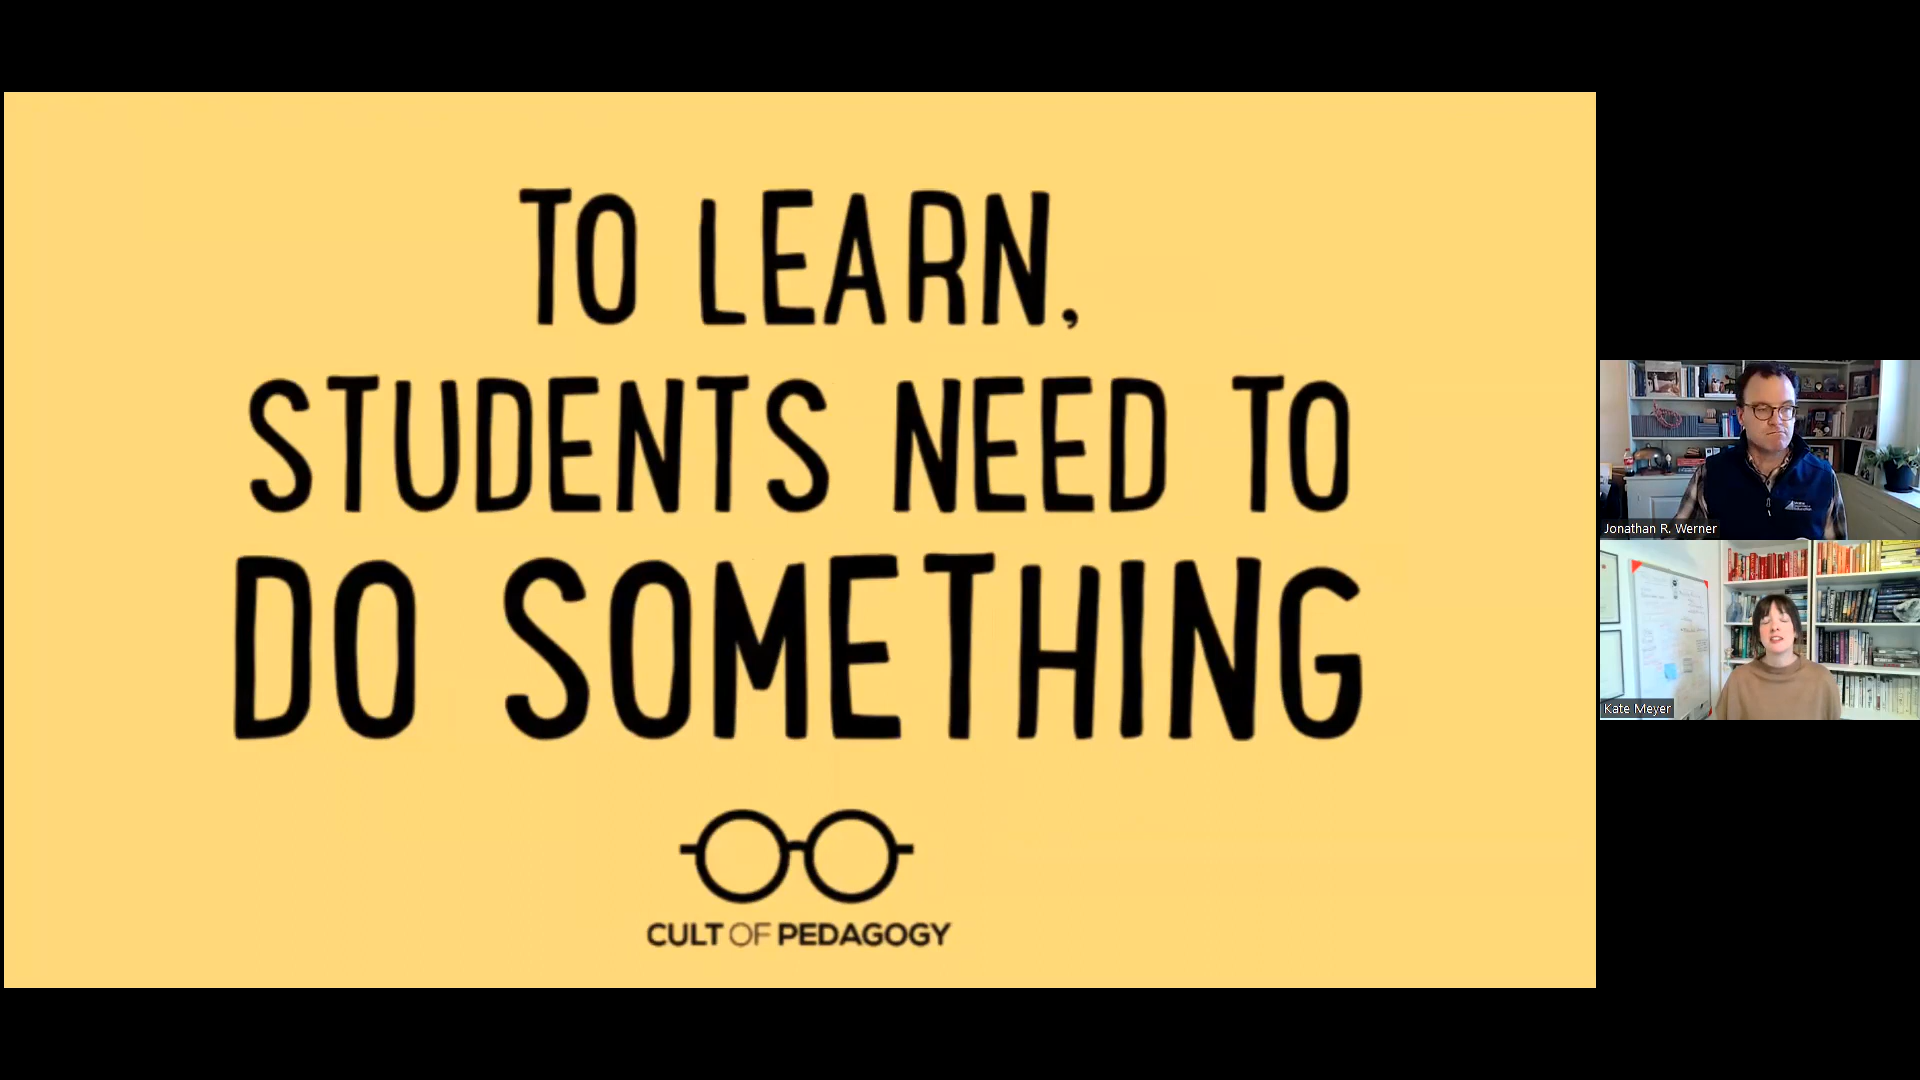 TO LEARN,
STUDENTS NEED TO
DO SOMETHING
CULT OF PEDAGOGY
Jonathan R. Werner
Kate Meyer